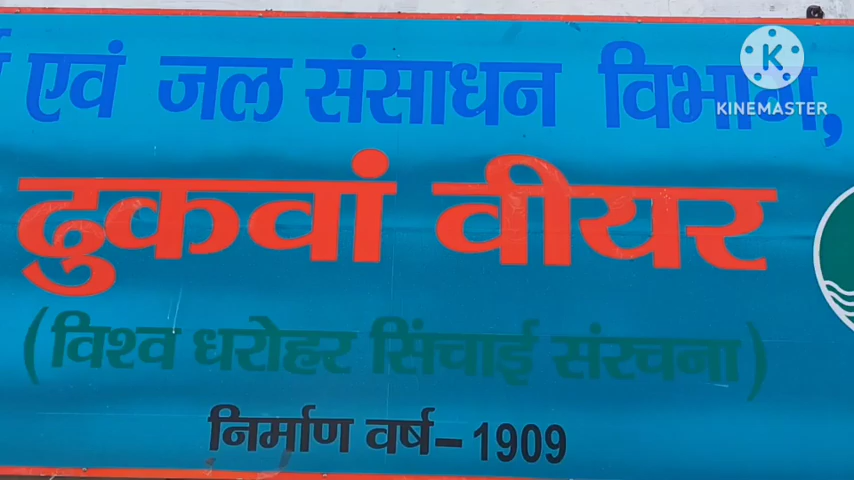 एवं जल संसाधन विभाग,
ढुकवां वीयर
(विश्व धरोहर सिंचाई संरचना)
निर्माण वर्ष– 1909
KINEMASTER